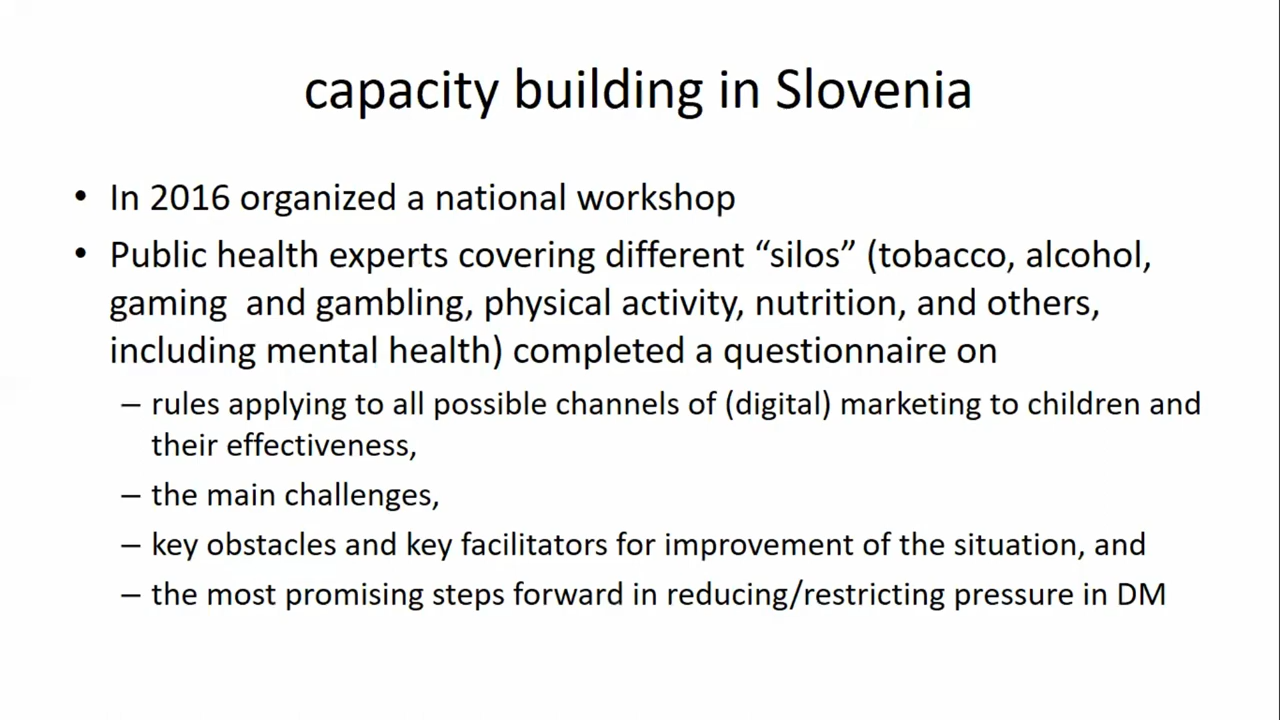 capacity building in Slovenia
• In 2016 organized a national workshop
• Public health experts covering different “silos” (tobacco, alcohol,
gaming  and gambling, physical activity, nutrition, and others,
including mental health) completed a questionnaire on
– rules applying to all possible channels of (digital) marketing to children and
their effectiveness,
– the main challenges,
– key obstacles and key facilitators for improvement of the situation, and
– the most promising steps forward in reducing/restricting pressure in DM